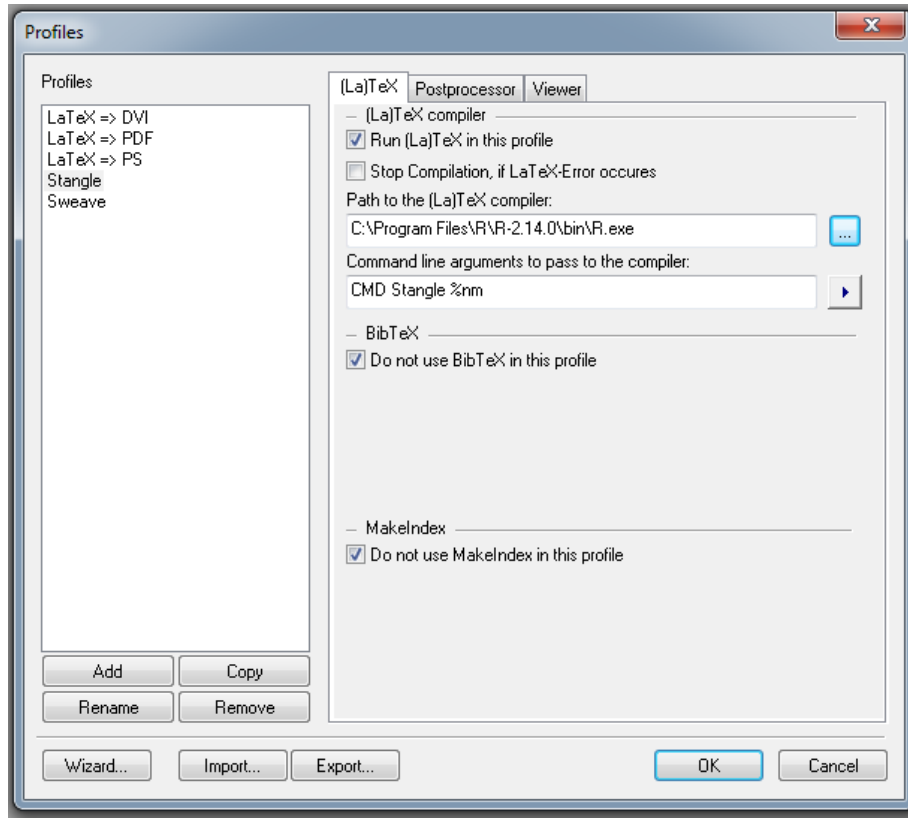 Profiles
x
Profiles
LaTeX => DVI
LaTeX => PDF
LaTeX => PS
Stangle
Sweave
Add
Copy
Rename
Remove
(La)TeX
Postprocessor
Viewer
(La)TeX compiler
Run (La)TeX in this profile
Stop Compilation, if LaTeX-Error occures
Path to the (La)TeX compiler:
C:\Program Files\R\R-2.14.0\bin\R.exe
...
Command line arguments to pass to the compiler:
CMD Stangle %nm
BibTeX
Do not use BibTeX in this profile
MakeIndex
Do not use MakeIndex in this profile
Wizard...
Import...
Export...
OK
Cancel